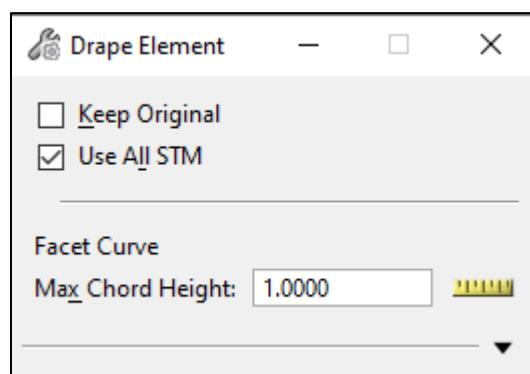 Drape Element
Keep Original
Use All STM
Facet Curve
Max Chord Height: 1.0000